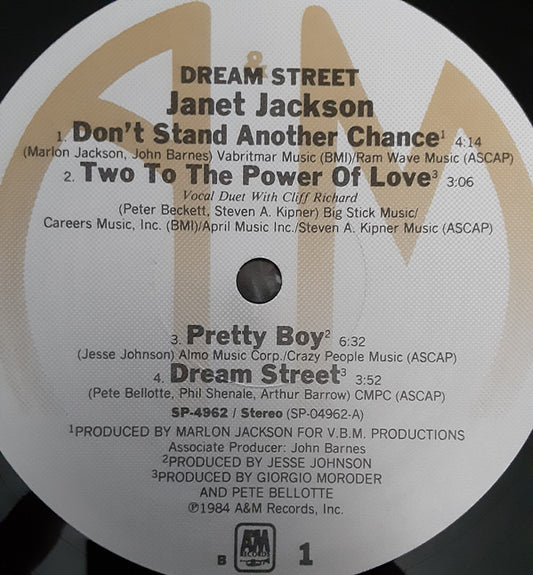 A&M
DREAM STREET
Janet Jackson
1. Don't Stand Another Chance¹ 4:14
(Marlon Jackson, John Barnes) Vabritmar Music (BMI)/Ram Wave Music (ASCAP)
2. Two To The Power Of Love³ 3:06
Vocal Duet With Cliff Richard
(Peter Beckett, Steven A. Kipner) Big Stick Music/
Careers Music, Inc. (BMI)/April Music Inc./Steven A. Kipner Music (ASCAP)
3. Pretty Boy² 6:32
(Jesse Johnson) Almo Music Corp./Crazy People Music (ASCAP)
4. Dream Street³ 3:52
(Pete Bellotte, Phil Shenale, Arthur Barrow) CMPC (ASCAP)
SP-4962 / Stereo (SP-04962-A)
¹PRODUCED BY MARLON JACKSON FOR V.B.M. PRODUCTIONS
Associate Producer: John Barnes
²PRODUCED BY JESSE JOHNSON
³PRODUCED BY GIORGIO MORODER
AND PETE BELLOTTE
℗1984 A&M Records, Inc.
B A&M RECORDS 1